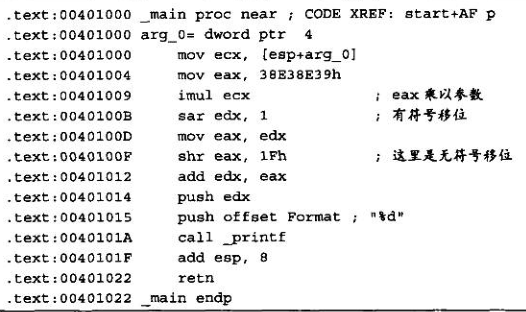 .text:00401000 _main proc near ; CODE XREF: start+AF p
.text:00401000 arg_0= dword ptr  4
.text:00401000     mov ecx, [esp+arg_0]
.text:00401004     mov eax, 38E38E39h
.text:00401009     imul ecx              ; eax 乘以参数
.text:0040100B     sar edx, 1            ; 有符号移位
.text:0040100D     mov eax, edx
.text:0040100F     shr eax, 1Fh          ; 这里是无符号移位
.text:00401012     add edx, eax
.text:00401014     push edx
.text:00401015     push offset Format ; "%d"
.text:0040101A     call _printf
.text:0040101F     add esp, 8
.text:00401022     retn
.text:00401022 _main endp